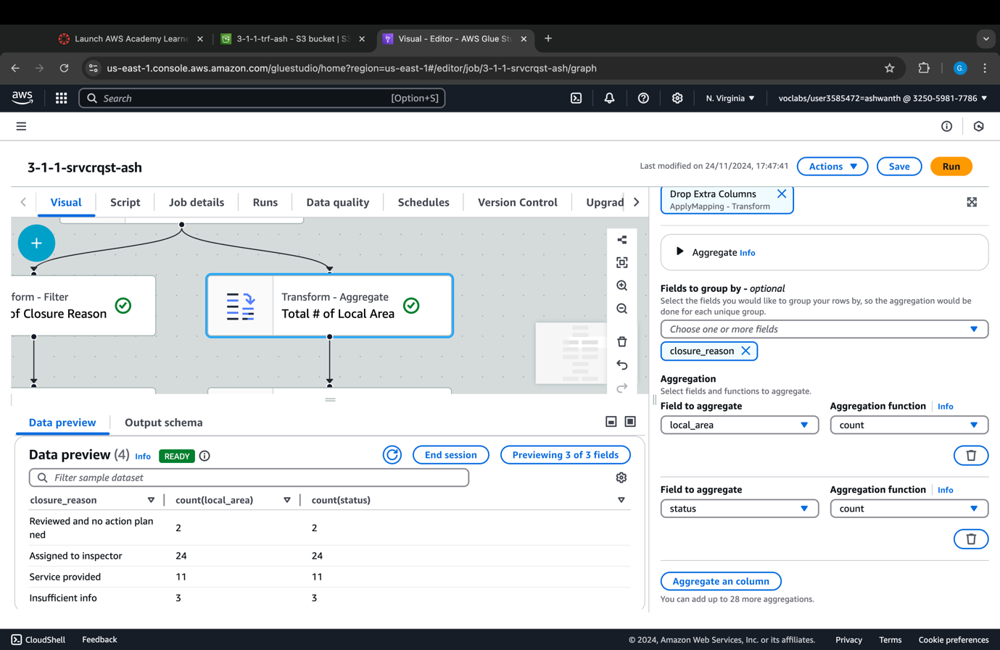 Launch AWS Academy Learne
3-1-1-trf-ash - S3 bucket | S3
Visual - Editor - AWS Glue Stu
us-east-1.console.aws.amazon.com/gluestudio/home?region=us-east-1#/editor/job/3-1-1-srvcrqst-ash/graph
G.
aws
Search
[Option+S]
N. Virginia
voclabs/user3585472=ashwanth @ 3250-5981-7786
3-1-1-srvcrqst-ash
Last modified on 24/11/2024, 17:47:41
Actions
Save
Run
Visual
Script
Job details
Runs
Data quality
Schedules
Version Control
Upgrad
form - Filter
of Closure Reason
Transform - Aggregate
Total # of Local Area
Data preview
Output schema
Data preview (4) Info READY
End session
Previewing 3 of 3 fields
Filter sample dataset
closure_reason count(local_area) count(status)
Reviewed and no action plan
ned 2 2
Assigned to inspector 24 24
Service provided 11 11
Insufficient info 3 3
Drop Extra Columns
ApplyMapping - Transform
Aggregate Info
Fields to group by - optional
Select the fields you would like to group your rows by, so the aggregation would be
done for each unique group.
Choose one or more fields
closure_reason
Aggregation
Select fields and functions to aggregate.
Field to aggregate Aggregation function Info
local_area count
Field to aggregate Aggregation function Info
status count
Aggregate an column
You can add up to 28 more aggregations.
CloudShell
Feedback
© 2024, Amazon Web Services, Inc. or its affiliates.
Privacy
Terms
Cookie preferences